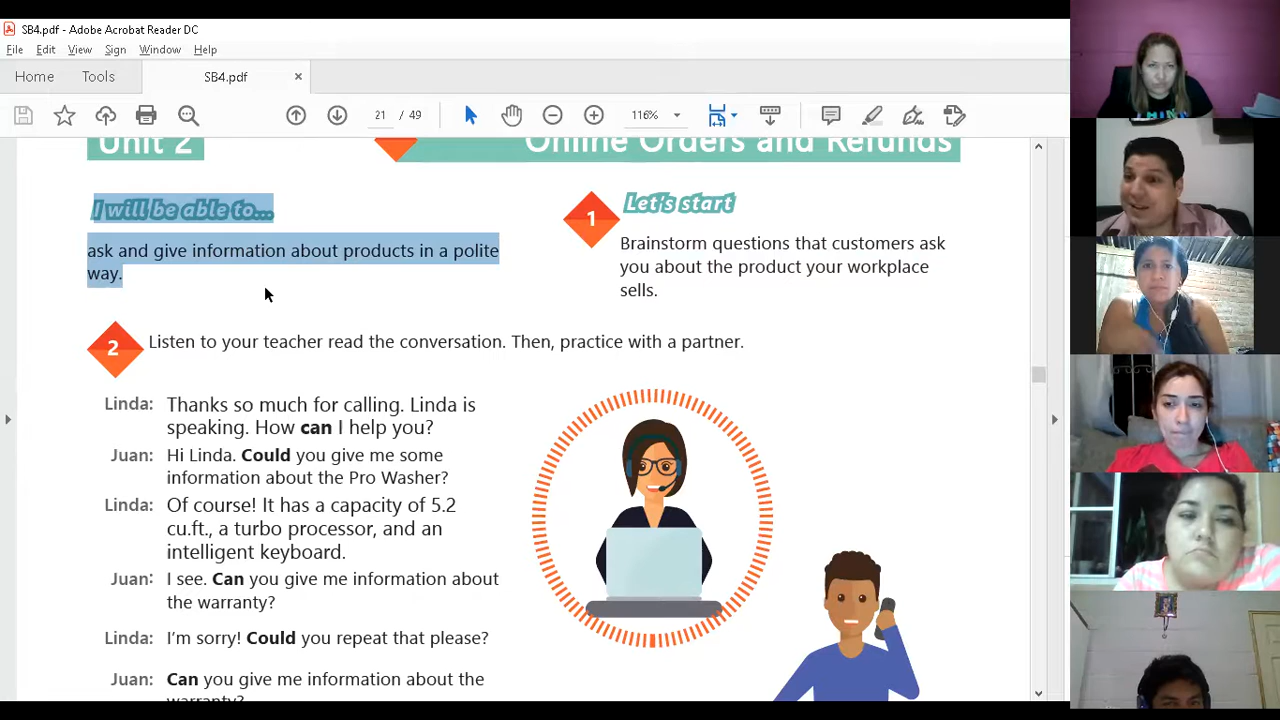 SB4.pdf - Adobe Acrobat Reader DC
File Edit View Sign Window Help
Home Tools SB4.pdf ×
21 / 49 116%
Unit 2 Online Orders and Refunds
I will be able to...
ask and give information about products in a polite
way.
1 Let's start
Brainstorm questions that customers ask
you about the product your workplace
sells.
2 Listen to your teacher read the conversation. Then, practice with a partner.
Linda: Thanks so much for calling. Linda is
speaking. How can I help you?
Juan: Hi Linda. Could you give me some
information about the Pro Washer?
Linda: Of course! It has a capacity of 5.2
cu.ft., a turbo processor, and an
intelligent keyboard.
Juan: I see. Can you give me information about
the warranty?
Linda: I'm sorry! Could you repeat that please?
Juan: Can you give me information about the
warranty?